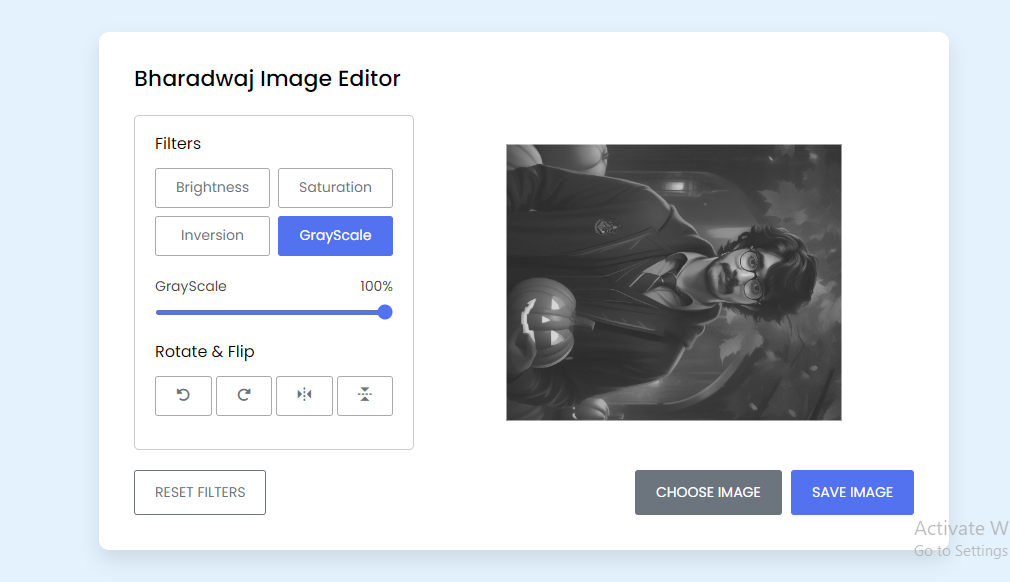 Bharadwaj Image Editor
Filters
Brightness Saturation
Inversion GrayScale
GrayScale 100%
Rotate & Flip
RESET FILTERS CHOOSE IMAGE SAVE IMAGE
Activate W
Go to Settings